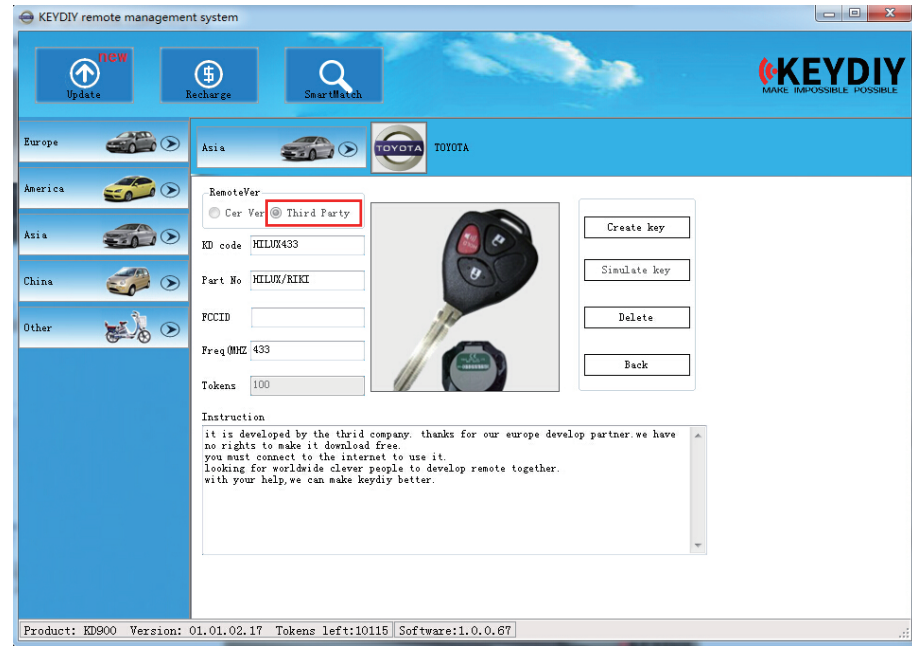 KEYDIY remote management system
new
Update
Recharge
SmartMatch
KEYDIY
MAKE IMPOSSIBLE POSSIBLE
Europe
America
Asia
China
Other
Asia
TOYOTA
TOYOTA
RemoteVer
Cer Ver
Third Party
KD code HILUX433
Part No HILUX/RIKI
FCCID
Freq(MHZ 433
Tokens 100
Create key
Simulate key
Delete
Back
Instruction
it is developed by the thrid company. thanks for our europe develop partner.we have
no rights to make it download free.
you must connect to the internet to use it.
looking for worldwide clever people to develop remote together.
with your help,we can make keydiy better.
Product: KD900 Version: 01.01.02.17 Tokens left:10115 Software:1.0.0.67